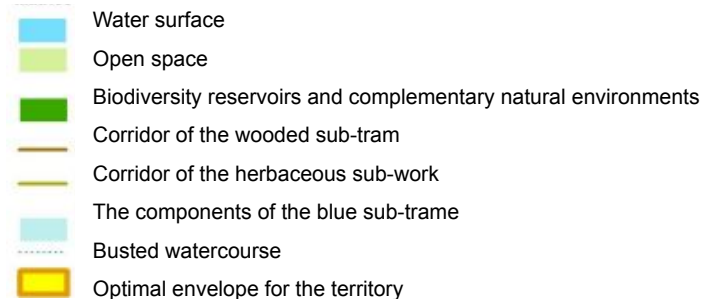 Water surface
Open space
Biodiversity reservoirs and complementary natural environments
Corridor of the wooded sub-tram
Corridor of the herbaceous sub-work
The components of the blue sub-trame
Busted watercourse
Optimal envelope for the territory